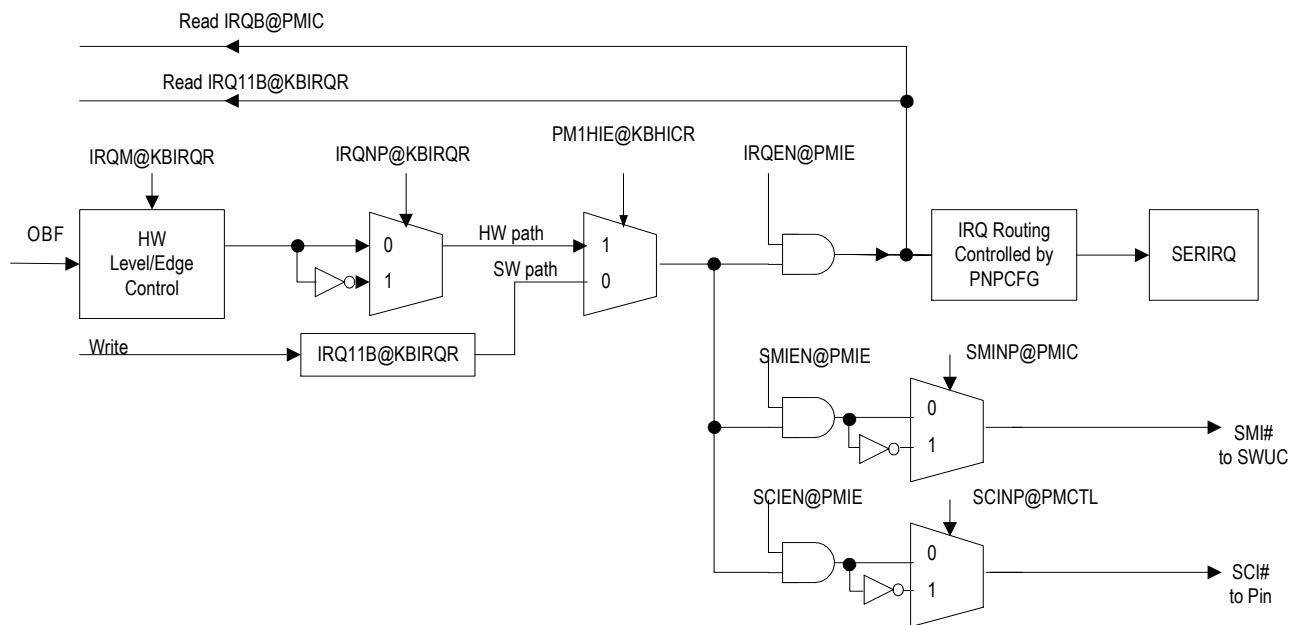 Read IRQB@PMIC
Read IRQ11B@KBIRQR
PM1HIE@KBHICR
IRQM@KBIRQR
IRQNP@KBIRQR
IRQEN@PMIE
OBF
HW
Level/Edge
Control
0
1
HW path
SW path
1
0
IRQ Routing
Controlled by
PNPCFG
SERIRQ
Write
IRQ11B@KBIRQR
SMIEN@PMIE
SMINP@PMIC
0
1
SMI#
to SWUC
SCIEN@PMIE
SCINP@PMCTL
0
1
SCI#
to Pin